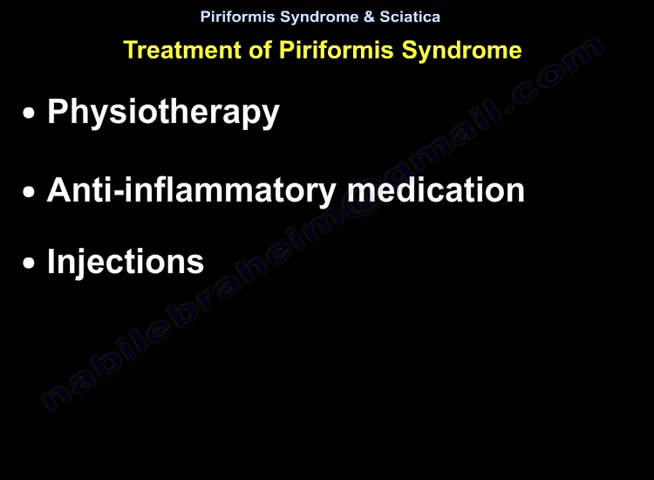 Piriformis Syndrome & Sciatica
Treatment of Piriformis Syndrome
• Physiotherapy
• Anti-inflammatory medication
• Injections
nabilebraheim@gmail.com